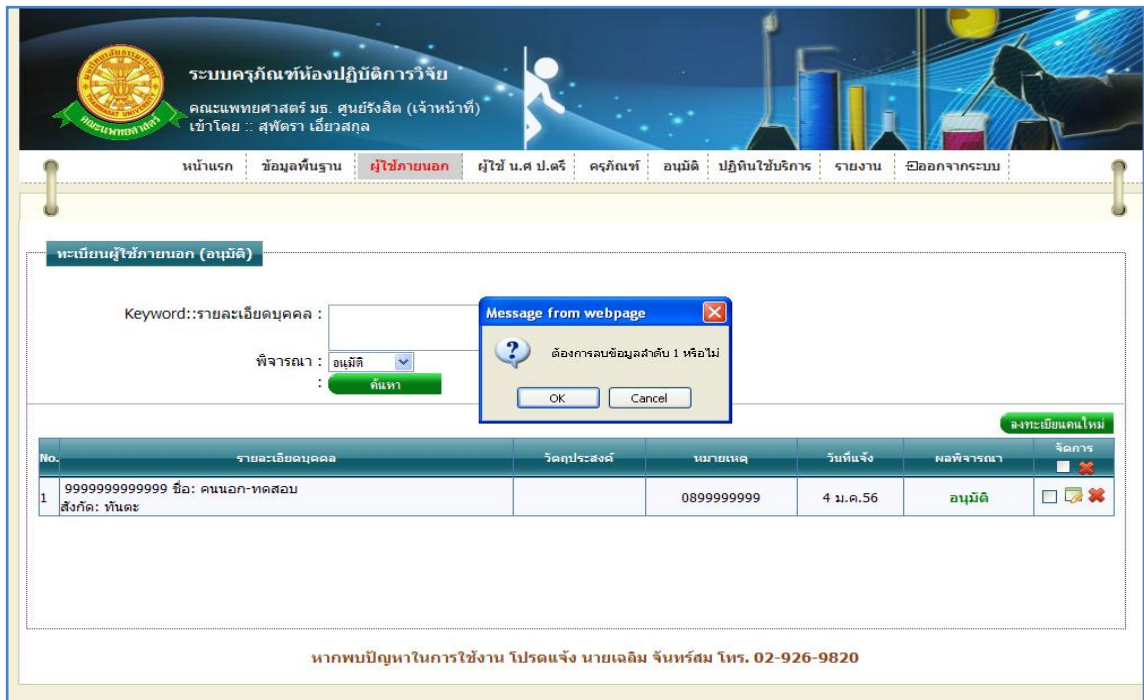 ระบบครุภัณฑ์ห้องปฏิบัติการวิจัย
คณะแพทยศาสตร์ มธ. ศูนย์รังสิต (เจ้าหน้าที่)
เข้าโดย :: สุพัตรา เอี่ยวสกุล
คณะแพทยศาสตร์
หน้าแรก ข้อมูลพื้นฐาน ผู้ใช้ภายนอก ผู้ใช้ น.ศ ป.ตรี ครุภัณฑ์ อนุมัติ ปฏิทินใช้บริการ รายงาน ออกจากระบบ
ทะเบียนผู้ใช้ภายนอก (อนุมัติ)
Keyword::รายละเอียดบุคคล :
พิจารณา : อนุมัติ
: ค้นหา
Message from webpage
ต้องการลบข้อมูลลำดับ 1 หรือไม่
OK Cancel
ลงทะเบียนคนใหม่
No. รายละเอียดบุคคล วัตถุประสงค์ หมายเหตุ วันที่แจ้ง ผลพิจารณา จัดการ
1 9999999999999 ชื่อ: คนนอก-ทดสอบ 0899999999 4 ม.ค.56 อนุมัติ
สังกัด: ทันตะ
หากพบปัญหาในการใช้งาน โปรดแจ้ง นายเฉลิม จันทร์สม โทร. 02-926-9820